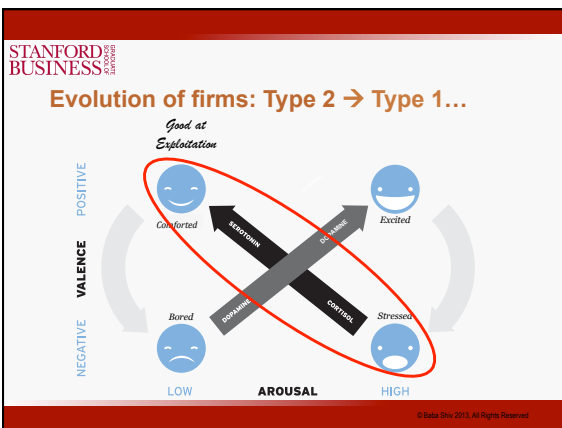 STANFORD
BUSINESS
GRADUATE
SCHOOL OF
Evolution of firms: Type 2 → Type 1…
Good at
Exploitation
POSITIVE
VALENCE
NEGATIVE
Comforted
Excited
SEROTONIN
DOPAMINE
DOPAMINE
CORTISOL
Bored
Stressed
LOW
AROUSAL
HIGH
© Baba Shiv 2013, All Rights Reserved